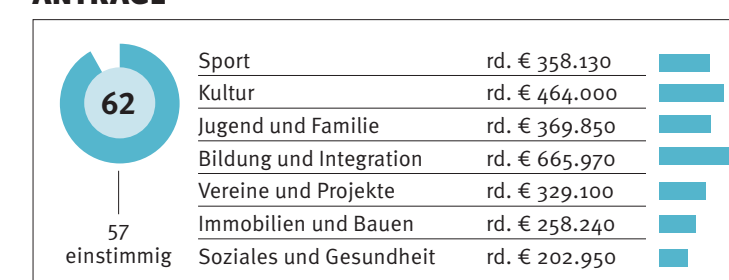 ANTRÄGE
62
57
einstimmig
Sport rd. € 358.130
Kultur rd. € 464.000
Jugend und Familie rd. € 369.850
Bildung und Integration rd. € 665.970
Vereine und Projekte rd. € 329.100
Immobilien und Bauen rd. € 258.240
Soziales und Gesundheit rd. € 202.950